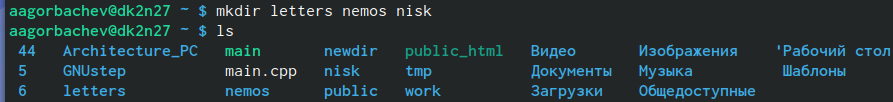 aagorbachev@dk2n27 ~ $ mkdir letters nemos nisk
aagorbachev@dk2n27 ~ $ ls
44 Architecture_PC main newdir public_html Видео Изображения 'Рабочий стол
5 GNUstep main.cpp nisk tmp Документы Музыка Шаблоны
6 letters nemos public work Загрузки Общедоступные